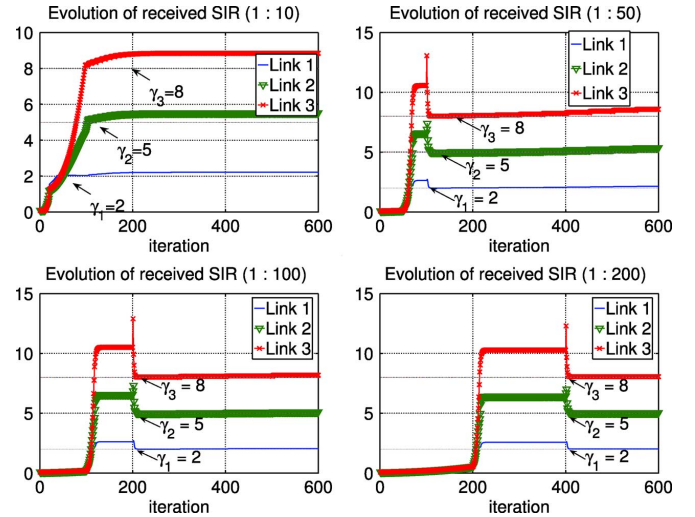 Evolution of received SIR (1 : 10)
10
8
6
4
2
0
0
200
400
600
iteration
Link 1
Link 2
Link 3
γ3=8
γ2=5
γ1=2
Evolution of received SIR (1 : 50)
15
10
5
0
0
200
400
600
iteration
Link 1
Link 2
Link 3
γ3 = 8
γ2 = 5
γ1 = 2
Evolution of received SIR (1 : 100)
15
10
5
0
0
200
400
600
iteration
Link 1
Link 2
Link 3
γ3 = 8
γ2 = 5
γ1 = 2
Evolution of received SIR (1 : 200)
15
10
5
0
0
200
400
600
iteration
Link 1
Link 2
Link 3
γ3 = 8
γ2 = 5
γ1 = 2